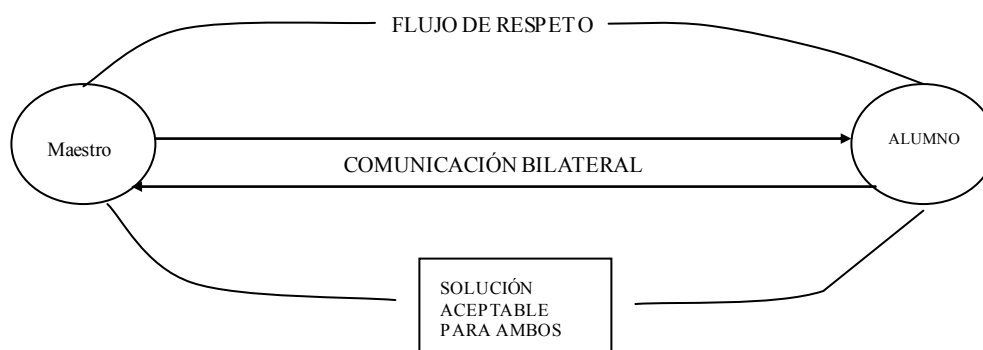 FLUJO DE RESPETO
Maestro
ALUMNO
COMUNICACIÓN BILATERAL
SOLUCIÓN
ACEPTABLE
PARA AMBOS